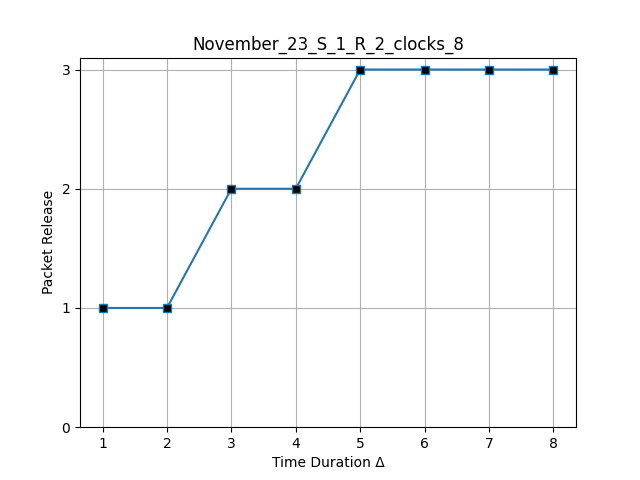 November_23_S_1_R_2_clocks_8
3
2
1
0
Packet Release
1 2 3 4 5 6 7 8
Time Duration Δ